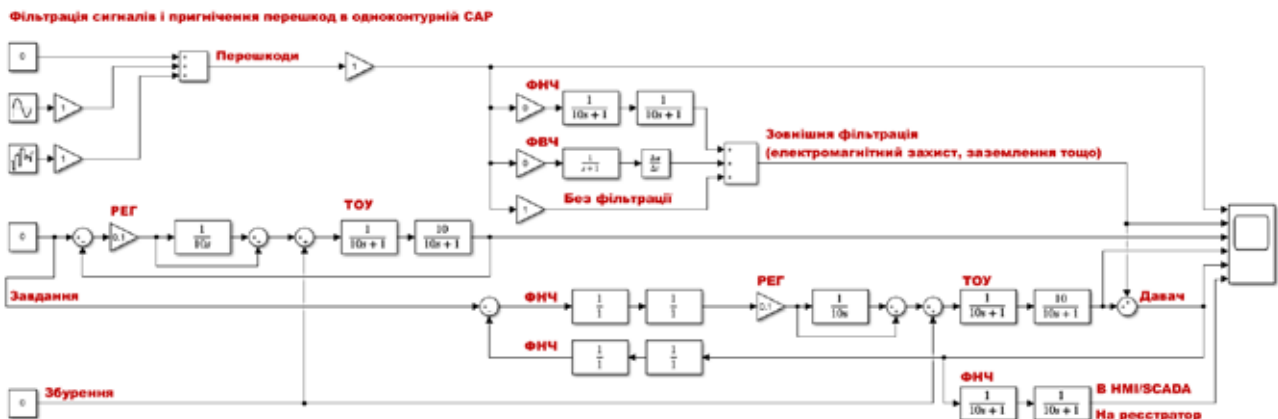 Фільтрація сигналів і пригнічення перешкод в одноконтурній САР
0
Перешкоди
1
1
1
ФНЧ
0
1
10s+1
1
10s+1
ФВЧ
0
1
s+1
Δu
Δt
Без фільтрації
1
Зовнішня фільтрація
(електромагнітний захист, заземлення тощо)
РЕГ
ТОУ
0
0.1
1
10s
1
10s+1
10
10s+1
Завдання
ФНЧ
1
1
1
1
РЕГ
0.1
1
10s
ТОУ
1
10s+1
10
10s+1
Давач
ФНЧ
1
1
1
1
Збурення
0
ФНЧ
1
10s+1
1
10s+1
В HMI/SCADA
На реєстратор